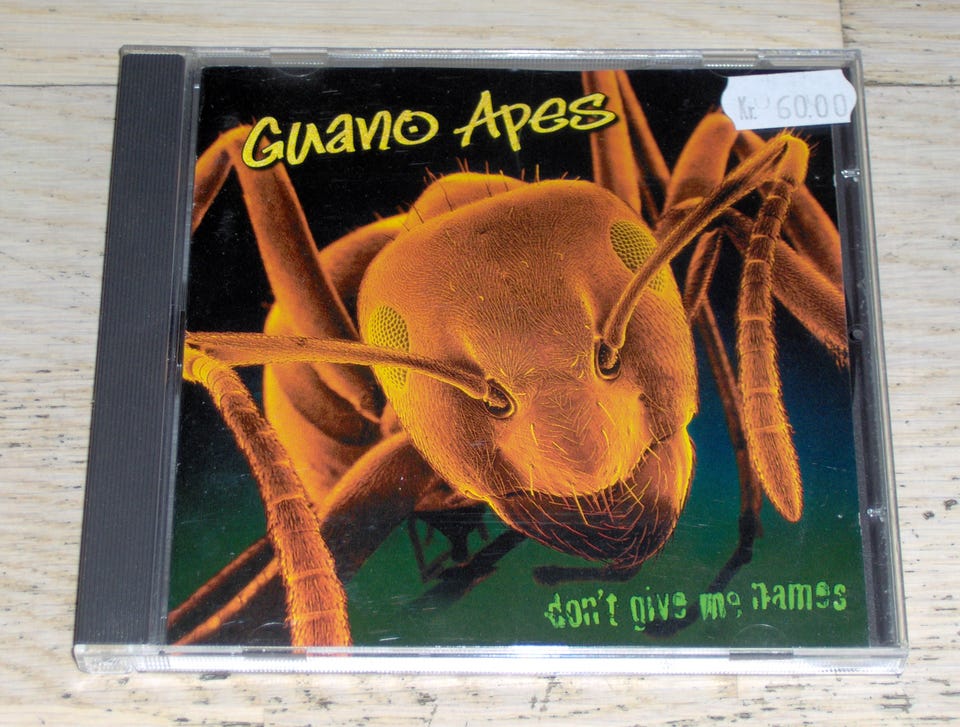 Guano Apes
Kr. 60.00
don't give me names